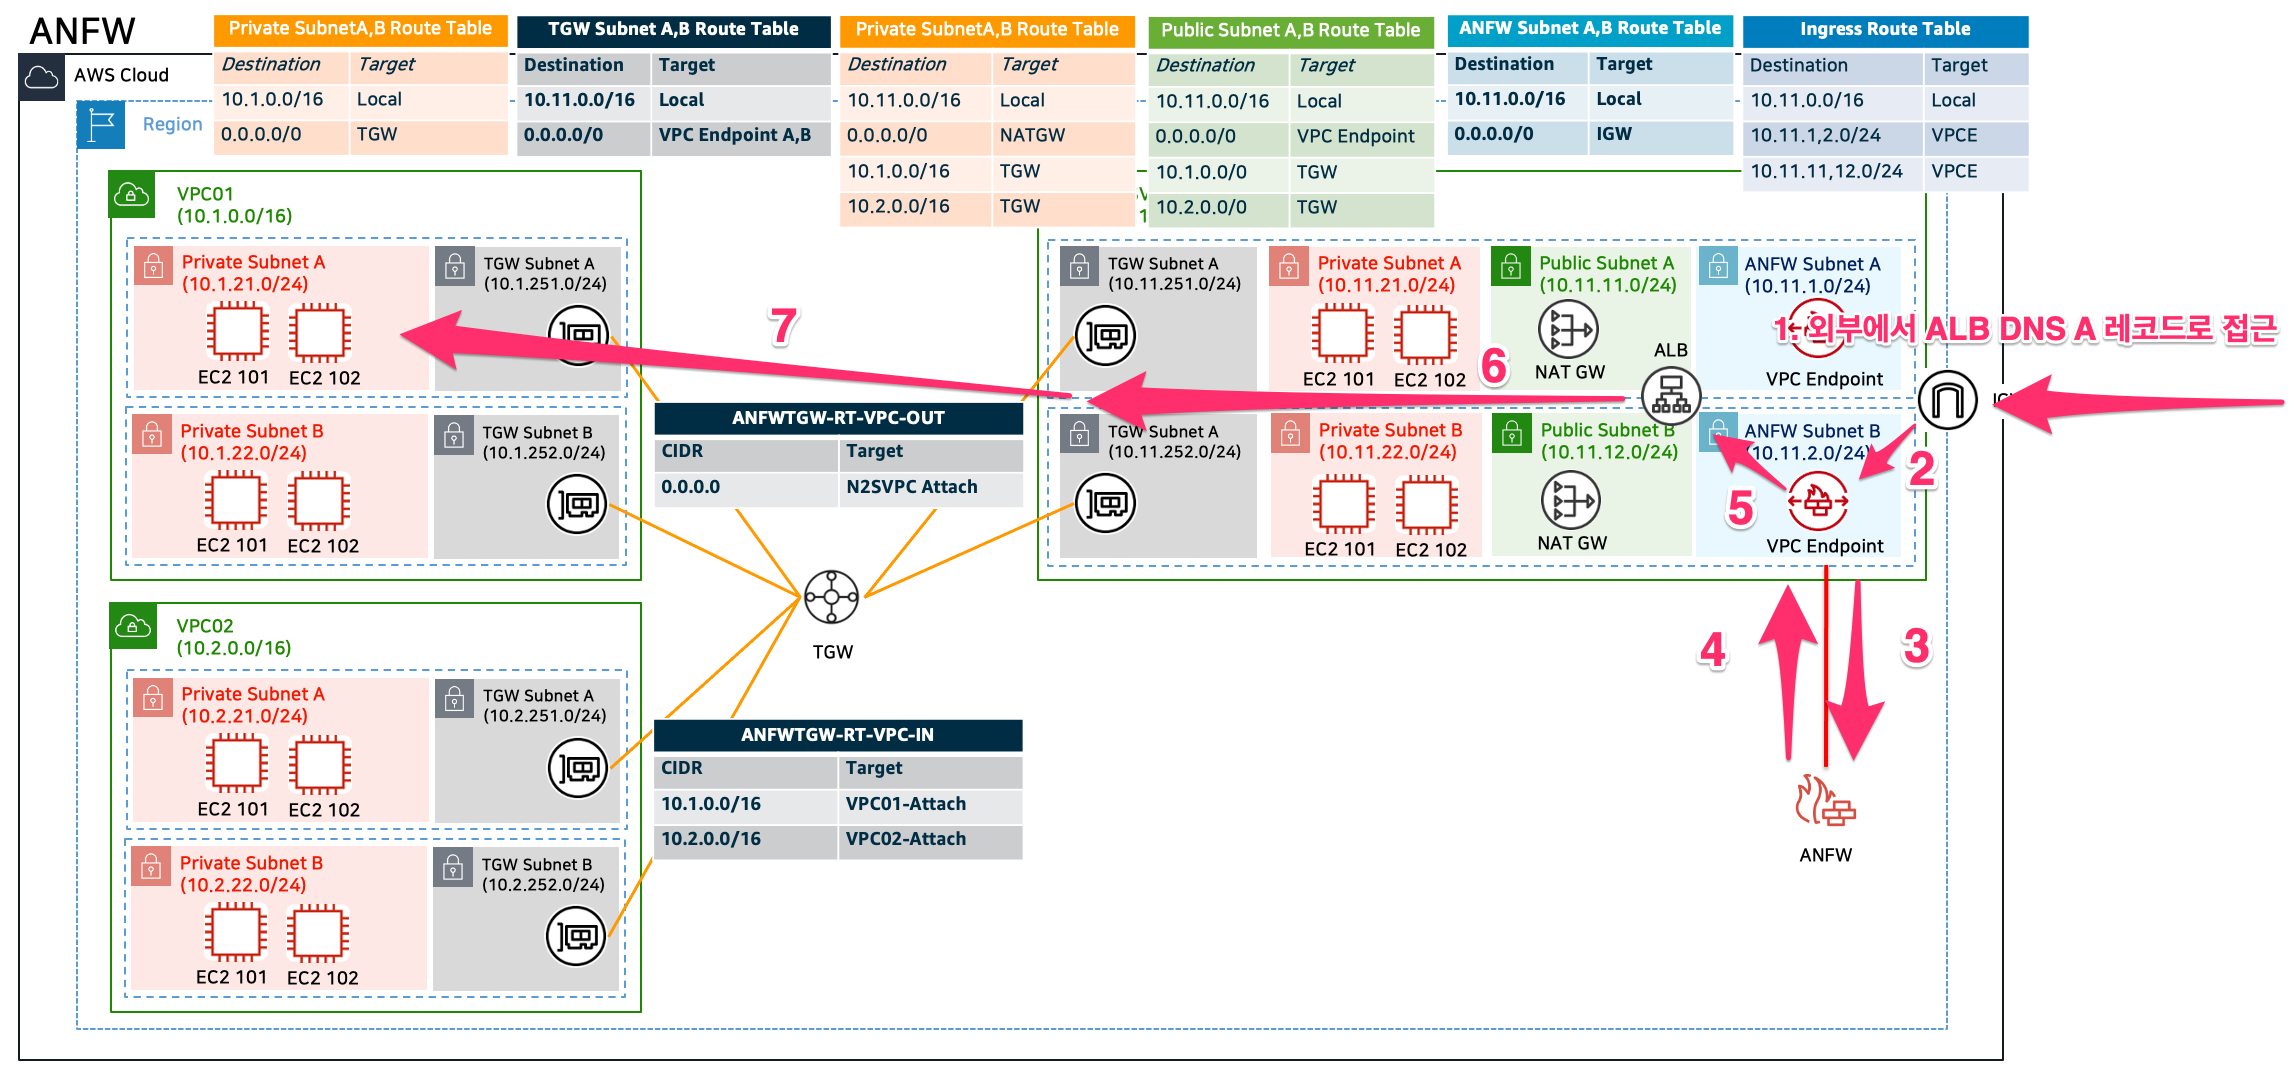 ANFW
AWS Cloud
Region
Private SubnetA,B Route Table
Destination Target
10.1.0.0/16 Local
0.0.0.0/0 TGW
TGW Subnet A,B Route Table
Destination Target
10.11.0.0/16 Local
0.0.0.0/0 VPC Endpoint A,B
Private SubnetA,B Route Table
Destination Target
10.11.0.0/16 Local
0.0.0.0/0 NATGW
10.1.0.0/16 TGW
10.2.0.0/16 TGW
Public Subnet A,B Route Table
Destination Target
10.11.0.0/16 Local
0.0.0.0/0 VPC Endpoint
10.1.0.0/0 TGW
10.2.0.0/0 TGW
ANFW Subnet A,B Route Table
Destination Target
10.11.0.0/16 Local
0.0.0.0/0 IGW
Ingress Route Table
Destination Target
10.11.0.0/16 Local
10.11.1,2.0/24 VPCE
10.11.11,12.0/24 VPCE
VPC01
(10.1.0.0/16)
Private Subnet A
(10.1.21.0/24)
EC2 101 EC2 102
TGW Subnet A
(10.1.251.0/24)
Private Subnet B
(10.1.22.0/24)
EC2 101 EC2 102
TGW Subnet B
(10.1.252.0/24)
VPC02
(10.2.0.0/16)
Private Subnet A
(10.2.21.0/24)
EC2 101 EC2 102
TGW Subnet A
(10.2.251.0/24)
Private Subnet B
(10.2.22.0/24)
EC2 101 EC2 102
TGW Subnet B
(10.2.252.0/24)
7
ANFWTGW-RT-VPC-OUT
CIDR Target
0.0.0.0 N2SVPC Attach
TGW
ANFWTGW-RT-VPC-IN
CIDR Target
10.1.0.0/16 VPC01-Attach
10.2.0.0/16 VPC02-Attach
TGW Subnet A
(10.11.251.0/24)
Private Subnet A
(10.11.21.0/24)
EC2 101 EC2 102
Public Subnet A
(10.11.11.0/24)
NAT GW
ANFW Subnet A
(10.11.1.0/24)
VPC Endpoint
1. 외부에서 ALB DNS A 레코드로 접근
6
ALB
TGW Subnet A
(10.11.252.0/24)
Private Subnet B
(10.11.22.0/24)
EC2 101 EC2 102
Public Subnet B
(10.11.12.0/24)
NAT GW
ANFW Subnet B
(10.11.2.0/24)
VPC Endpoint
2
5
4
3
ANFW